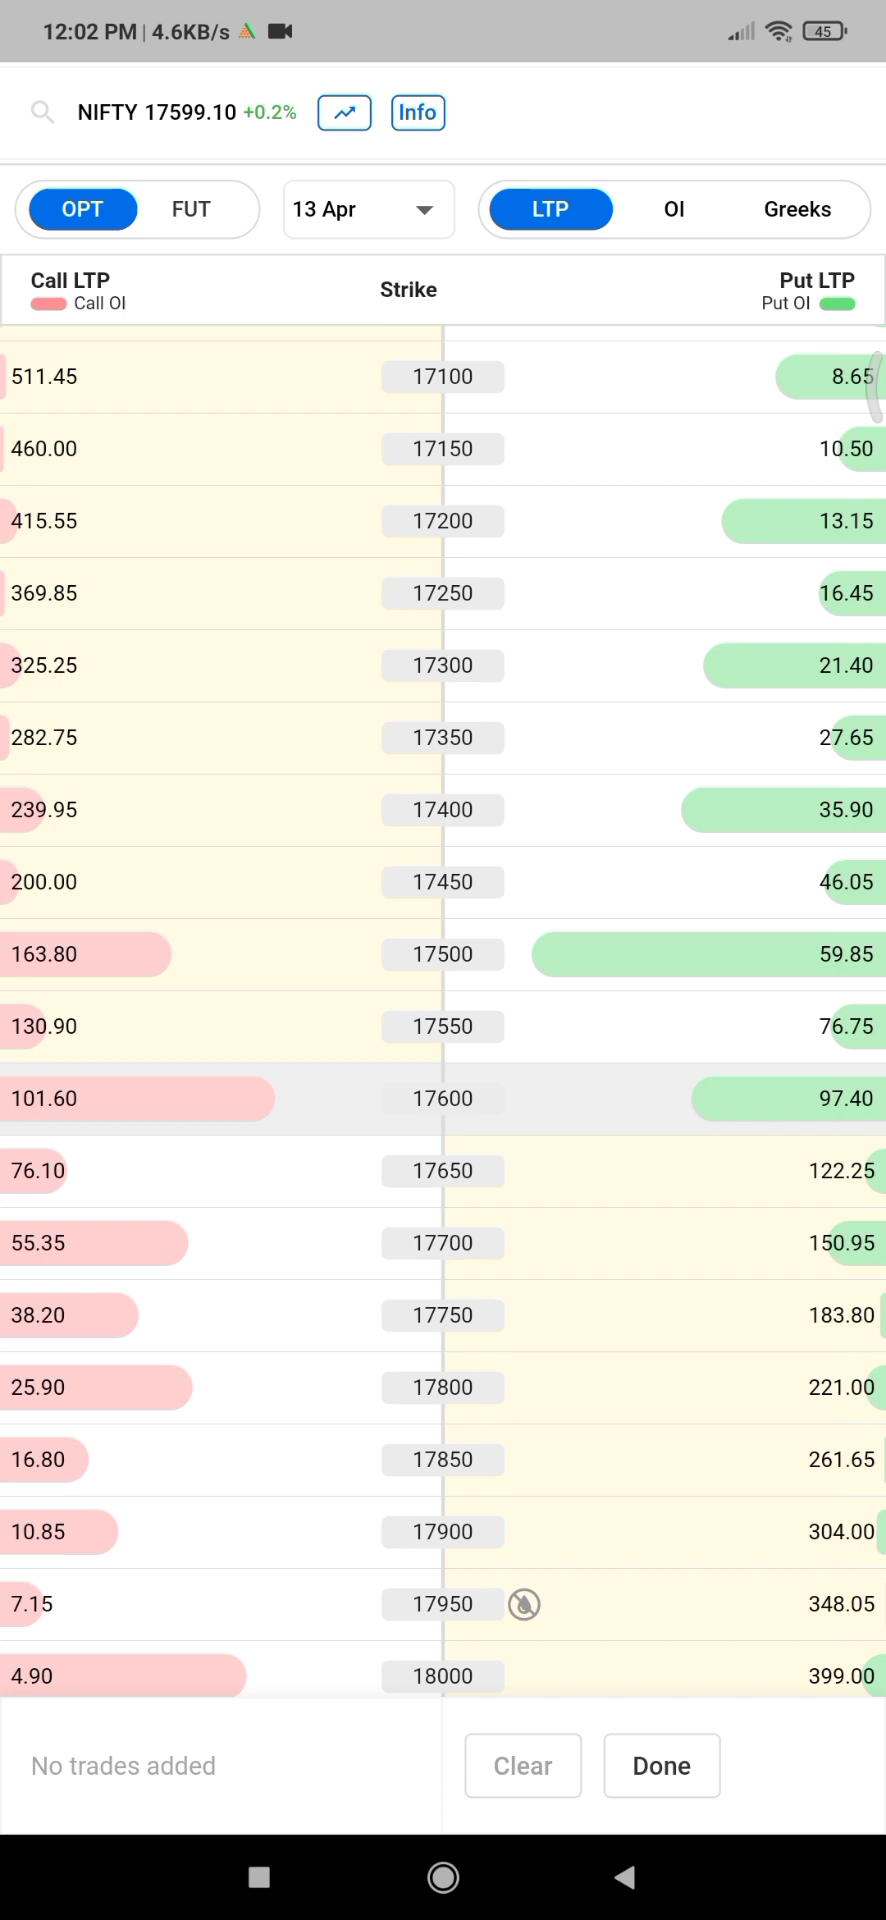 12:02 PM | 4.6KB/s 45
NIFTY 17599.10 +0.2% Info
OPT FUT 13 Apr LTP OI Greeks
Call LTP Strike Put LTP
Call OI Put OI
511.45 17100 8.65
460.00 17150 10.50
415.55 17200 13.15
369.85 17250 16.45
325.25 17300 21.40
282.75 17350 27.65
239.95 17400 35.90
200.00 17450 46.05
163.80 17500 59.85
130.90 17550 76.75
101.60 17600 97.40
76.10 17650 122.25
55.35 17700 150.95
38.20 17750 183.80
25.90 17800 221.00
16.80 17850 261.65
10.85 17900 304.00
7.15 17950 348.05
4.90 18000 399.00
No trades added Clear Done